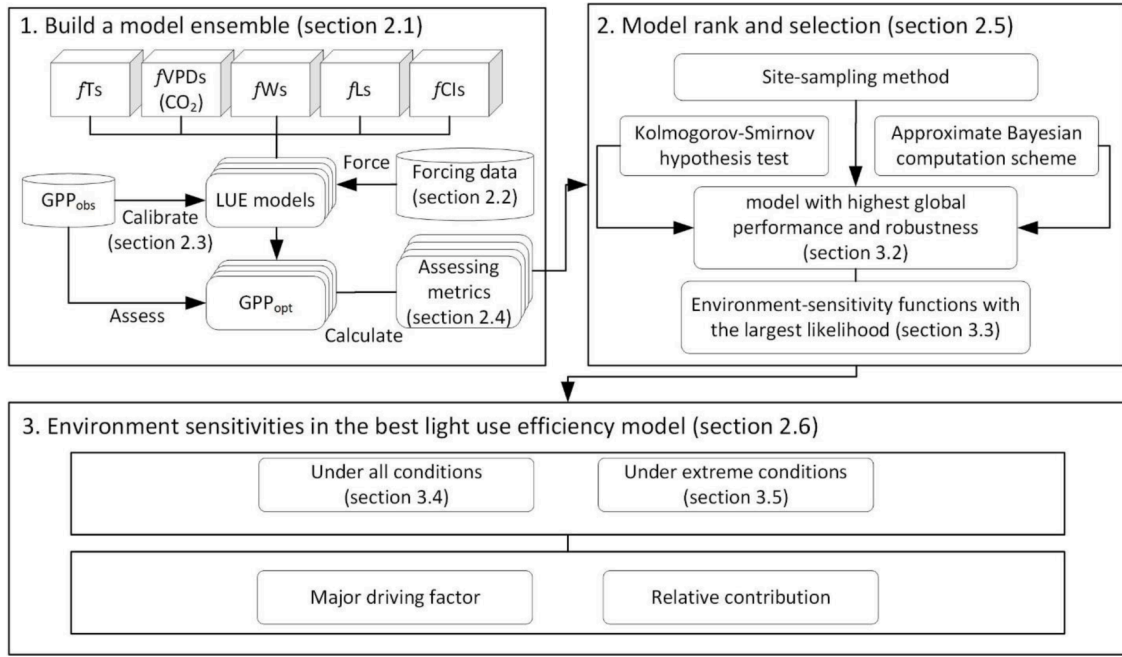 1. Build a model ensemble (section 2.1)
fTs
fVPDs
(CO₂)
fWs
fLs
fCIs
Force
Forcing data
(section 2.2)
LUE models
GPPobs
Calibrate
(section 2.3)
GPPopt
Assess
Assessing
metrics
(section 2.4)
Calculate
2. Model rank and selection (section 2.5)
Site-sampling method
Kolmogorov-Smirnov
hypothesis test
Approximate Bayesian
computation scheme
model with highest global
performance and robustness
(section 3.2)
Environment-sensitivity functions with
the largest likelihood (section 3.3)
3. Environment sensitivities in the best light use efficiency model (section 2.6)
Under all conditions
(section 3.4)
Under extreme conditions
(section 3.5)
Major driving factor
Relative contribution